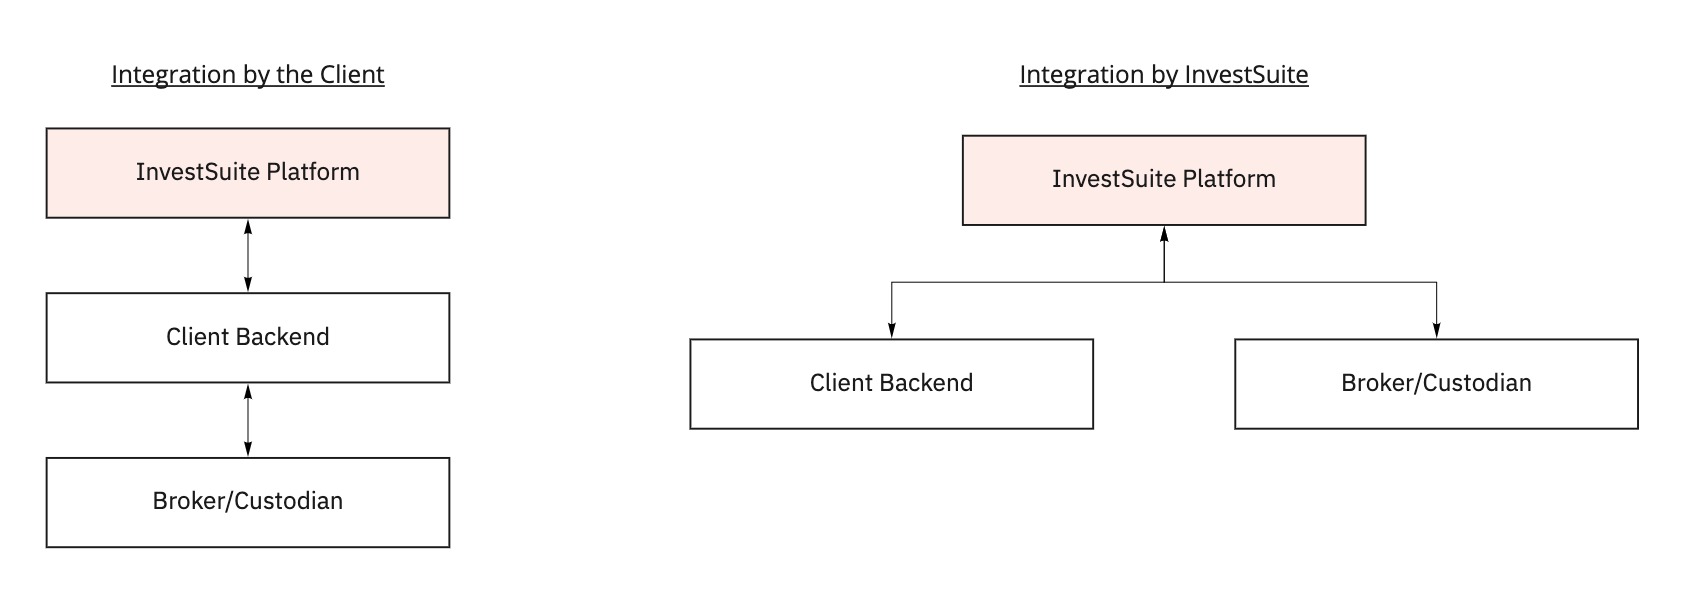 Integration by the Client
InvestSuite Platform
Client Backend
Broker/Custodian
Integration by InvestSuite
InvestSuite Platform
Client Backend
Broker/Custodian